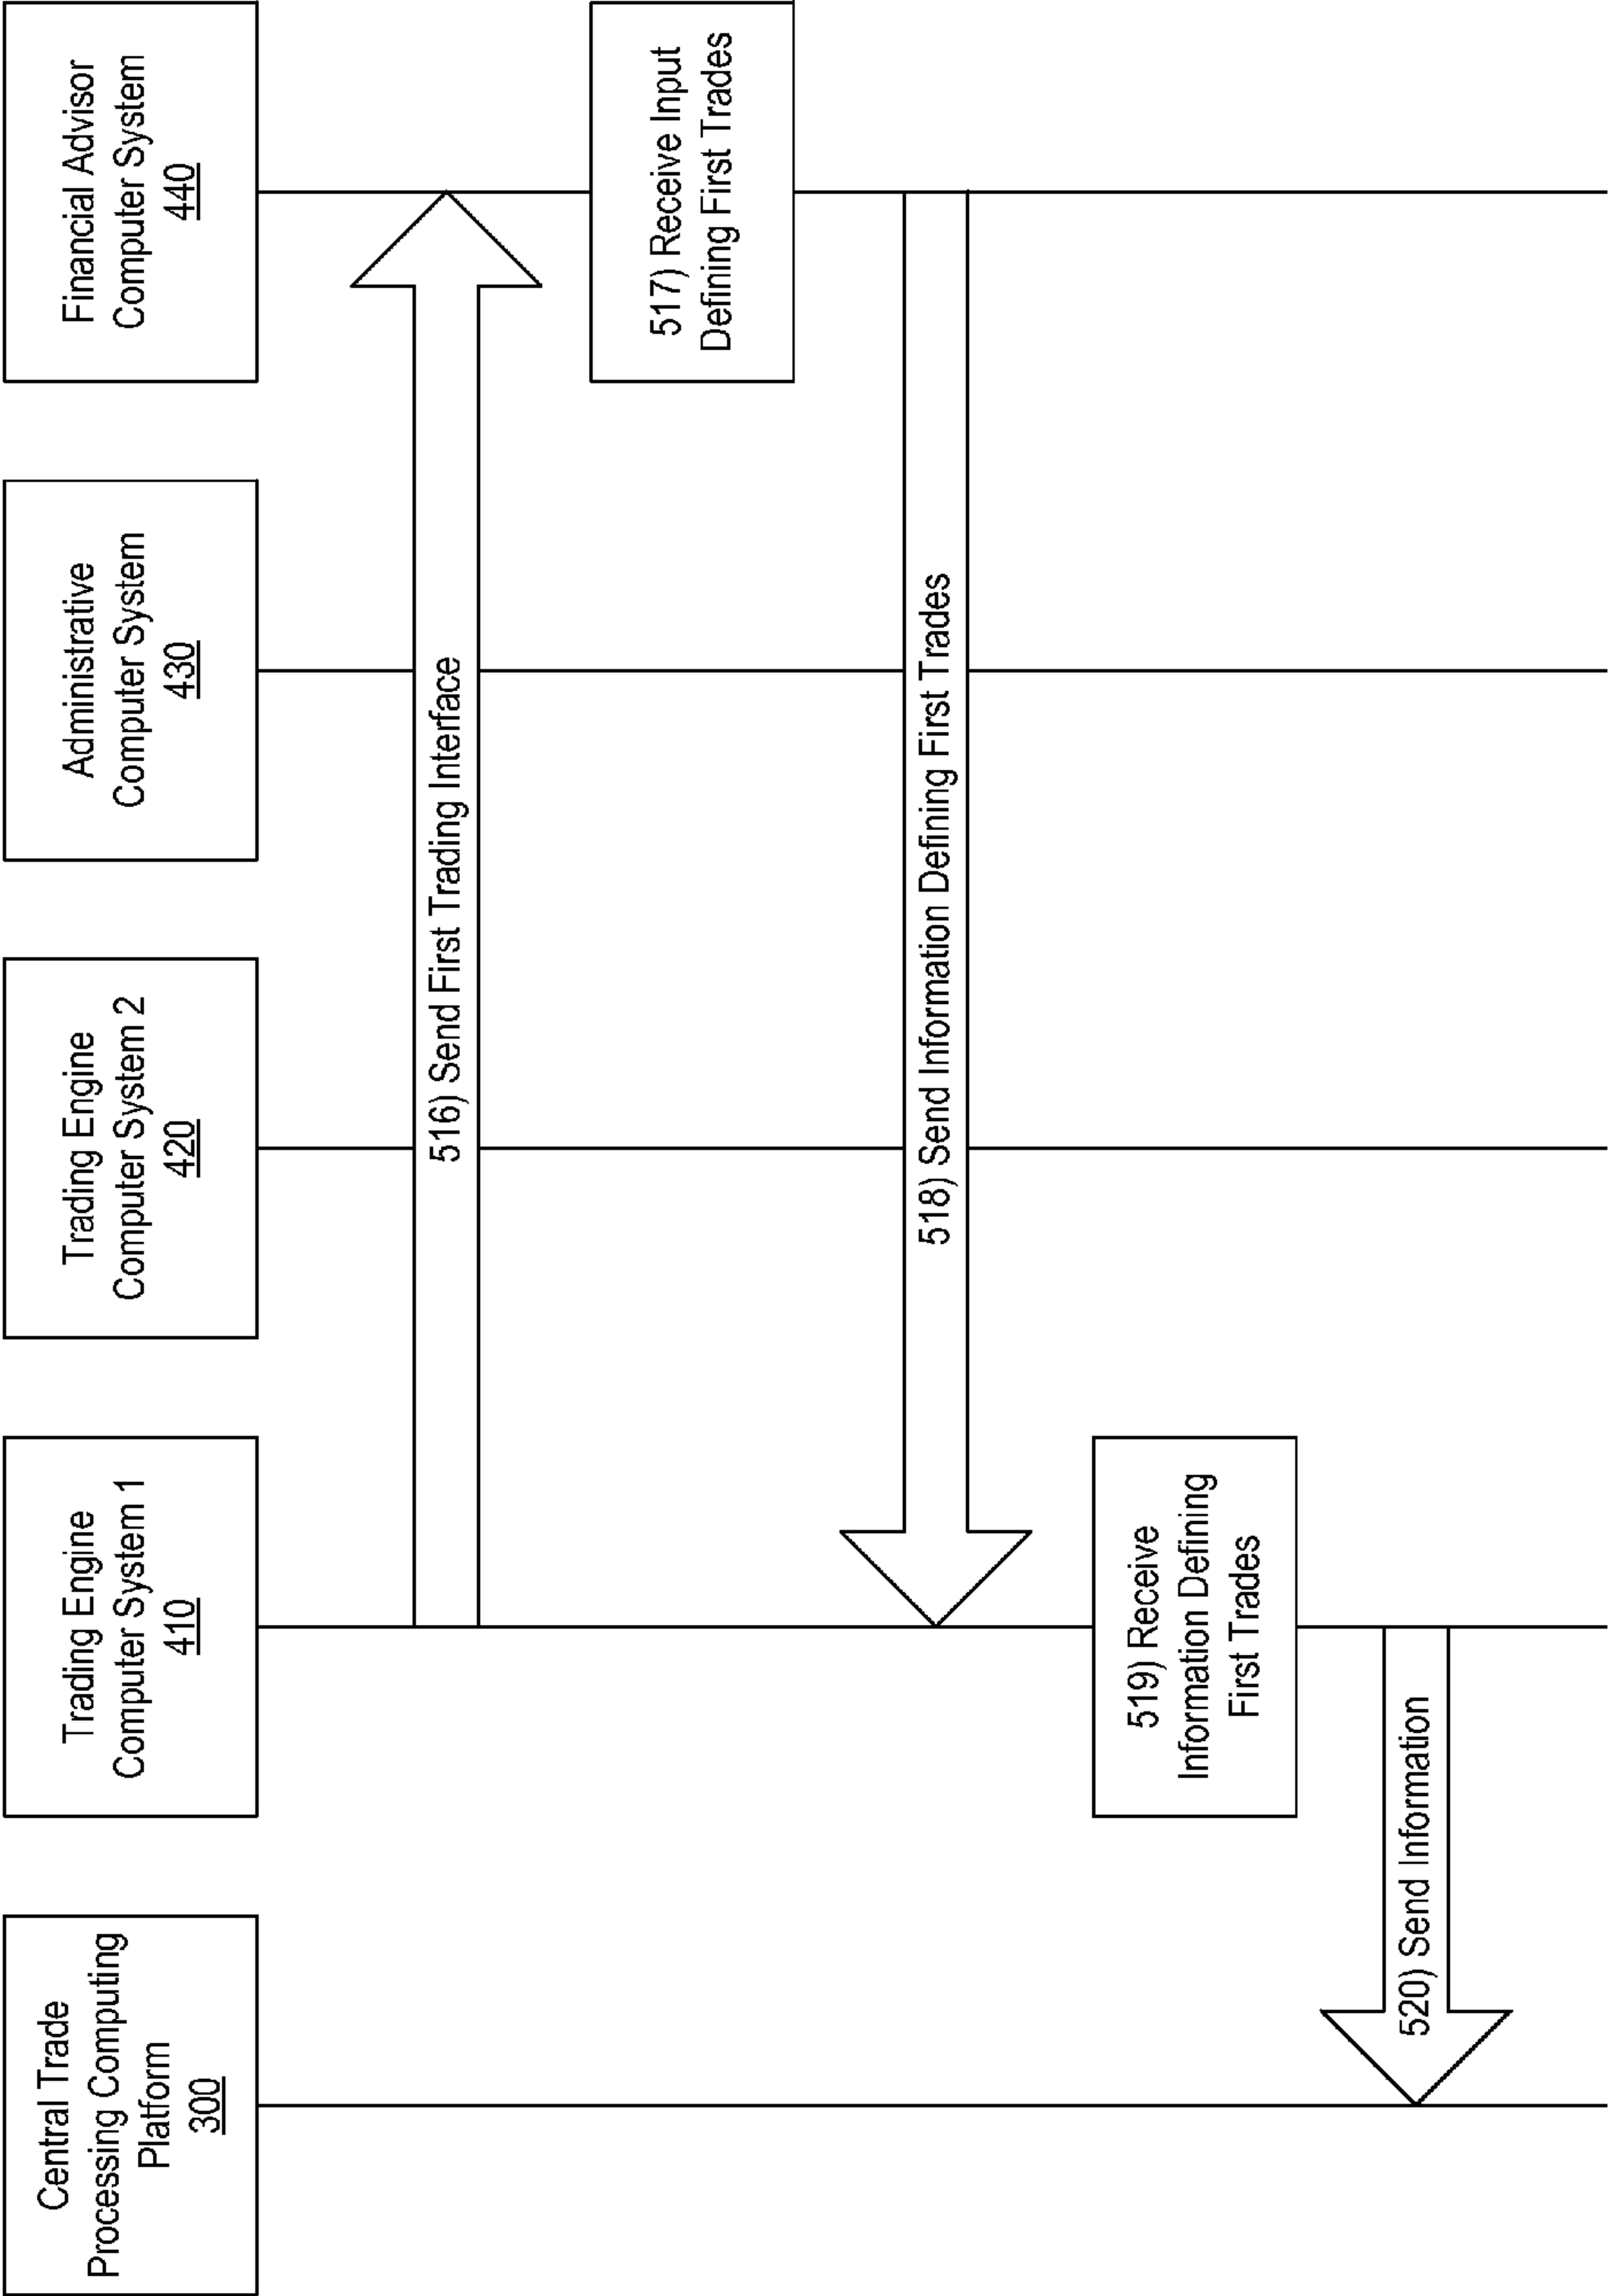 Central Trade
Processing Computing
Platform
300
Trading Engine
Computer System 1
410
Trading Engine
Computer System 2
420
Administrative
Computer System
430
Financial Advisor
Computer System
440
516) Send First Trading Interface
517) Receive Input
Defining First Trades
518) Send Information Defining First Trades
519) Receive
Information Defining
First Trades
520) Send Information